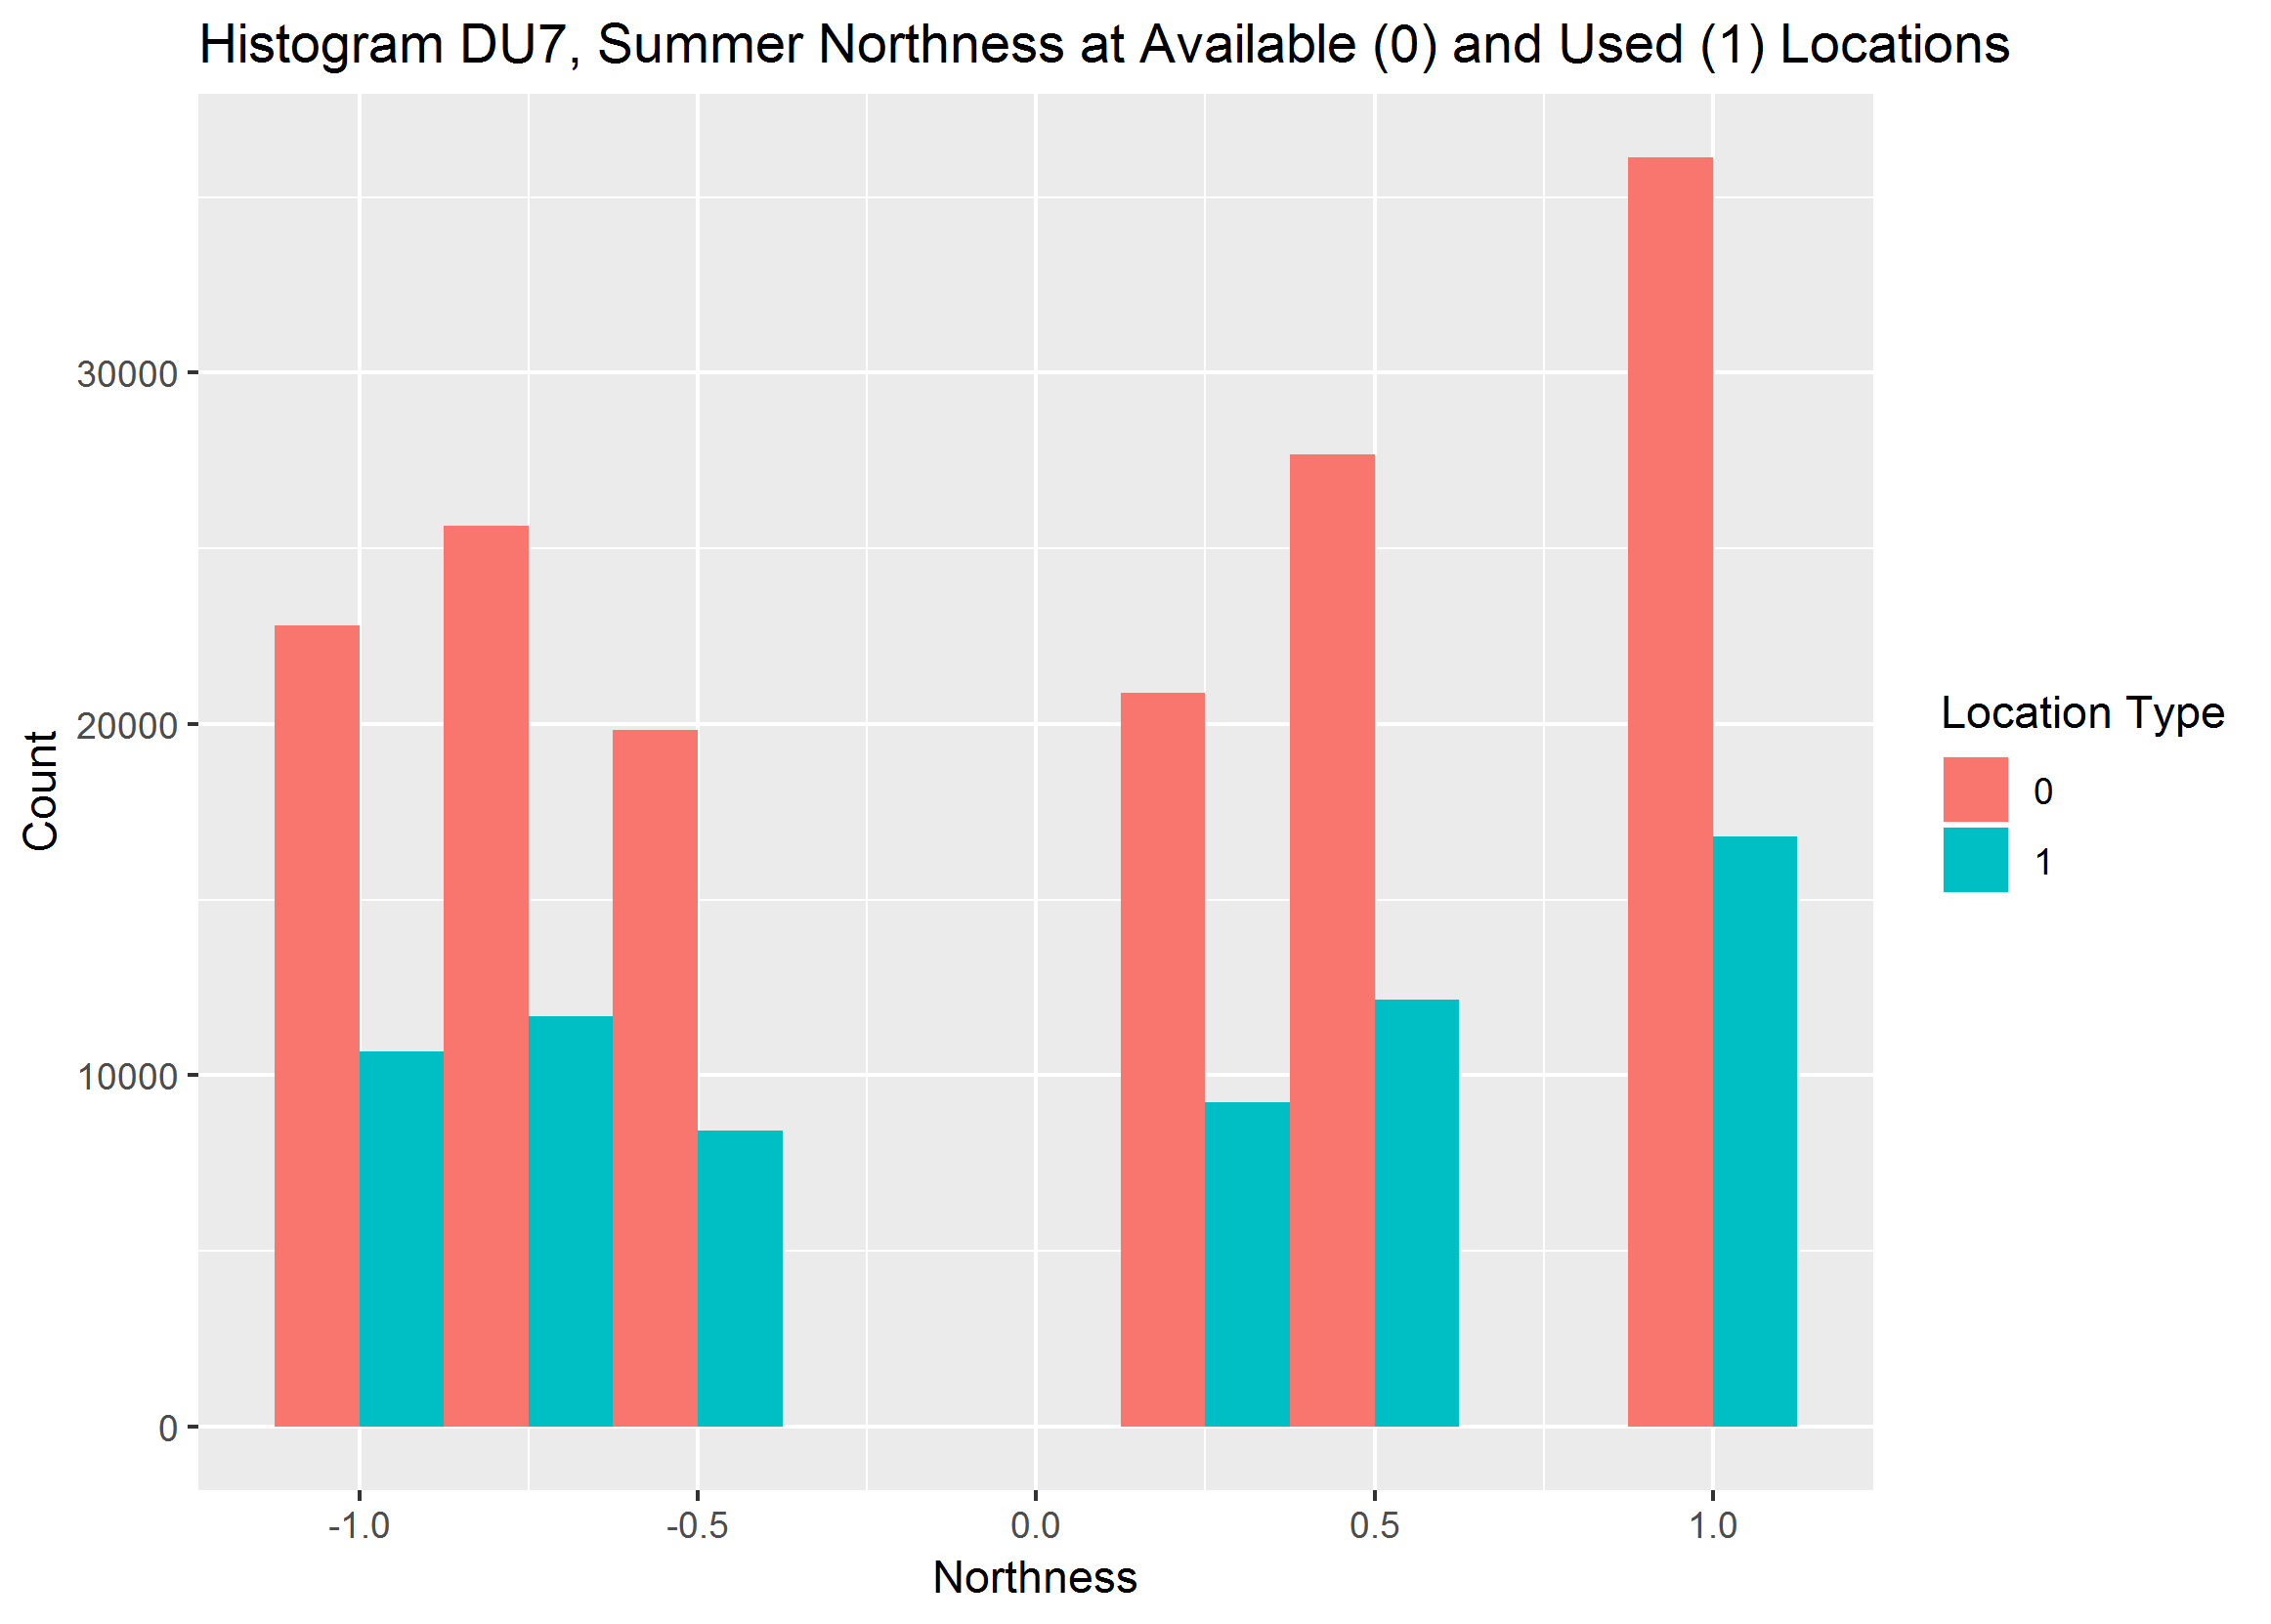 Histogram DU7, Summer Northness at Available (0) and Used (1) Locations
30000
20000
10000
0
Count
-1.0 -0.5 0.0 0.5 1.0
Northness
Location Type
0
1